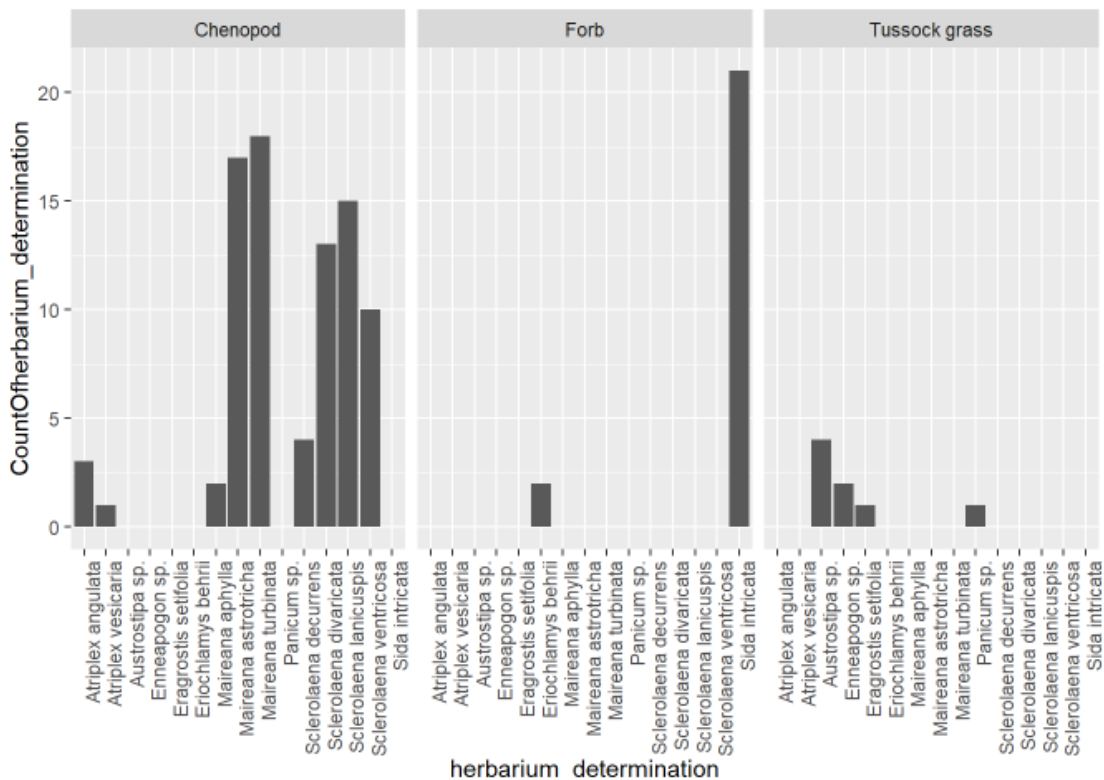 Chenopod
Forb
Tussock grass
CountOfherbarium_determination
20
15
10
5
0
Atriplex angulata
Atriplex vesicaria
Austrostipa sp.
Enneapogon sp.
Eragrostis setifolia
Eriochlamys behrii
Maireana aphylla
Maireana astrotricha
Maireana turbinata
Panicum sp.
Sclerolaena decurrens
Sclerolaena divaricata
Sclerolaena lanicuspis
Sclerolaena ventricosa
Sida intricata
Atriplex angulata
Atriplex vesicaria
Austrostipa sp.
Enneapogon sp.
Eragrostis setifolia
Eriochlamys behrii
Maireana aphylla
Maireana astrotricha
Maireana turbinata
Panicum sp.
Sclerolaena decurrens
Sclerolaena divaricata
Sclerolaena lanicuspis
Sclerolaena ventricosa
Sida intricata
Atriplex angulata
Atriplex vesicaria
Austrostipa sp.
Enneapogon sp.
Eragrostis setifolia
Eriochlamys behrii
Maireana aphylla
Maireana astrotricha
Maireana turbinata
Panicum sp.
Sclerolaena decurrens
Sclerolaena divaricata
Sclerolaena lanicuspis
Sclerolaena ventricosa
Sida intricata
herbarium_determination